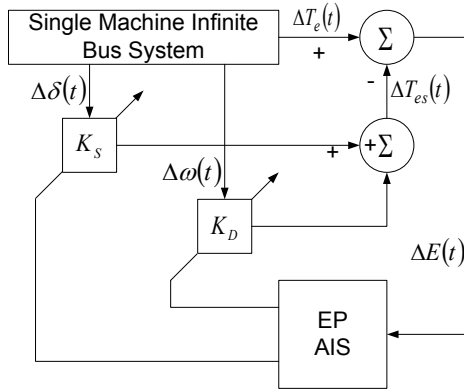 Single Machine Infinite
Bus System
ΔT_e(t)
+
Σ
-
ΔT_es(t)
Δδ(t)
K_S
+
+Σ
Δω(t)
K_D
ΔE(t)
EP
AIS